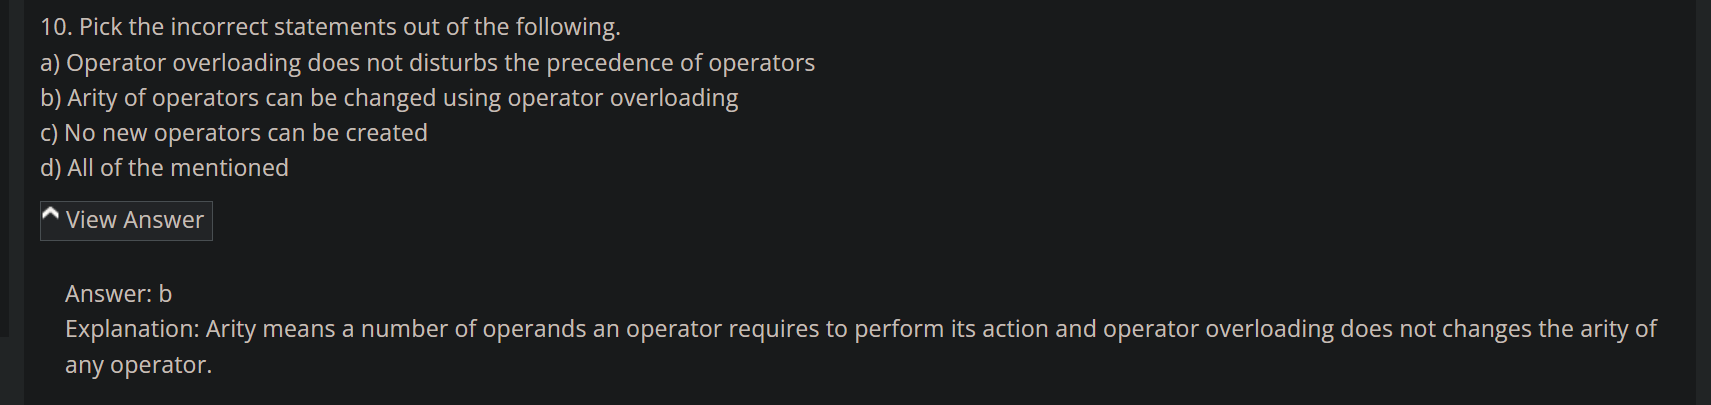 10. Pick the incorrect statements out of the following.
a) Operator overloading does not disturbs the precedence of operators
b) Arity of operators can be changed using operator overloading
c) No new operators can be created
d) All of the mentioned
View Answer
Answer: b
Explanation: Arity means a number of operands an operator requires to perform its action and operator overloading does not changes the arity of
any operator.